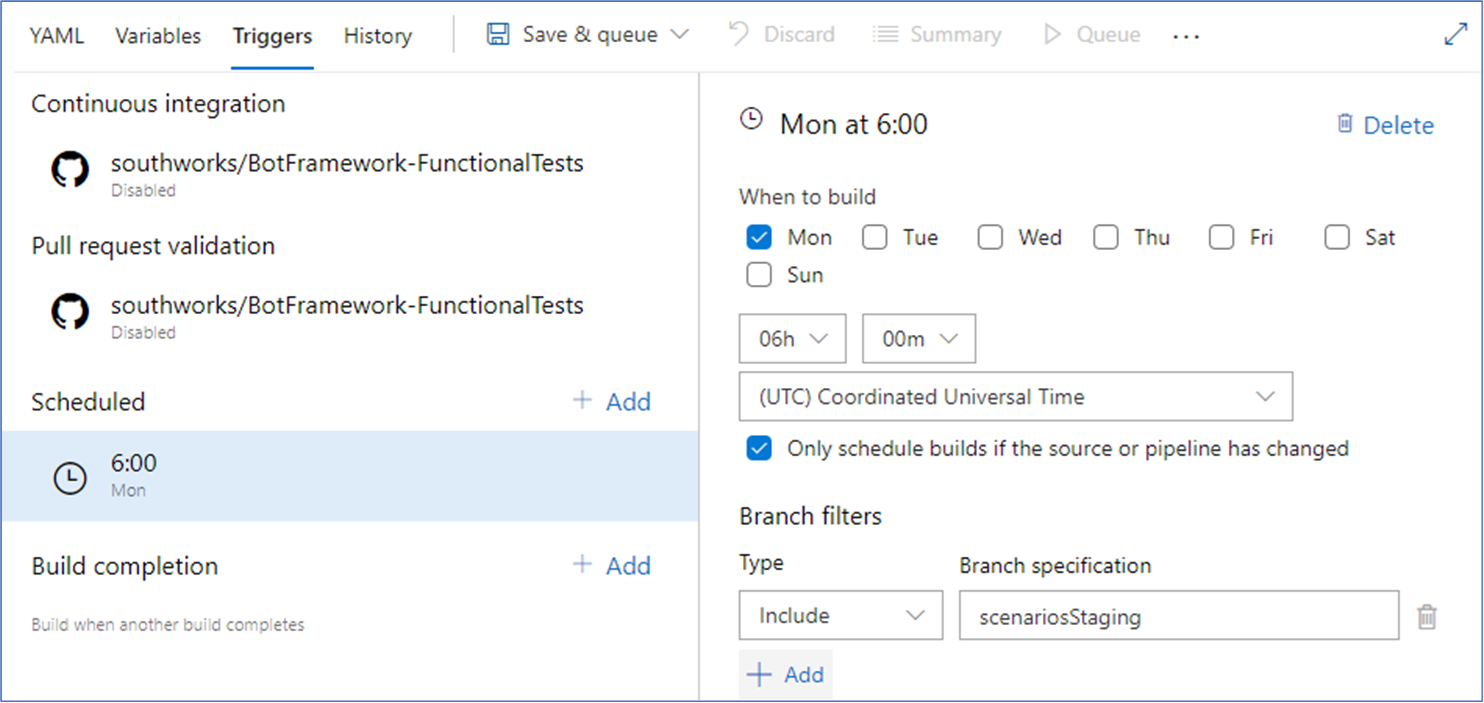 YAML Variables Triggers History Save & queue Discard Summary Queue ...
Continuous integration
southworks/BotFramework-FunctionalTests
Disabled
Pull request validation
southworks/BotFramework-FunctionalTests
Disabled
Scheduled + Add
6:00
Mon
Build completion + Add
Build when another build completes
Mon at 6:00 Delete
When to build
Mon Tue Wed Thu Fri Sat
Sun
06h 00m
(UTC) Coordinated Universal Time
Only schedule builds if the source or pipeline has changed
Branch filters
Type Branch specification
Include scenariosStaging
+ Add